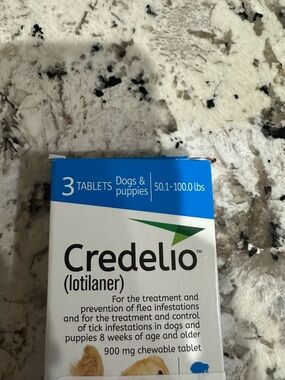 3 TABLETS Dogs & puppies 50.1-100.0 lbs
Credelio™
(lotilaner)
For the treatment and
prevention of flea infestations
and for the treatment and control
of tick infestations in dogs and
puppies 8 weeks of age and older
900 mg chewable tablet